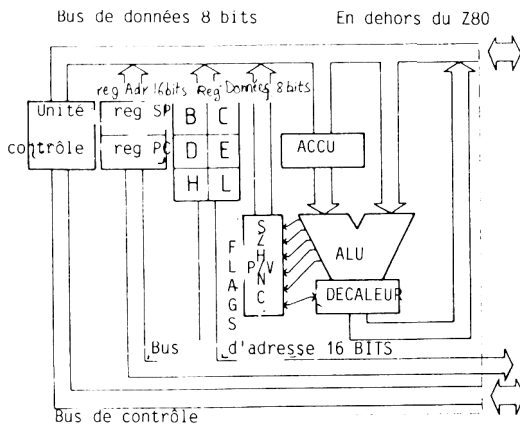 Bus de données 8 bits
En dehors du Z80
reg Adr 16bits
Reg Données 8 bits
Unité contrôle
reg SP
reg PC
B C
D E
H L
ACCU
FLAGS
S Z H P/V N C
ALU
DECALEUR
Bus d'adresse 16 BITS
Bus de contrôle